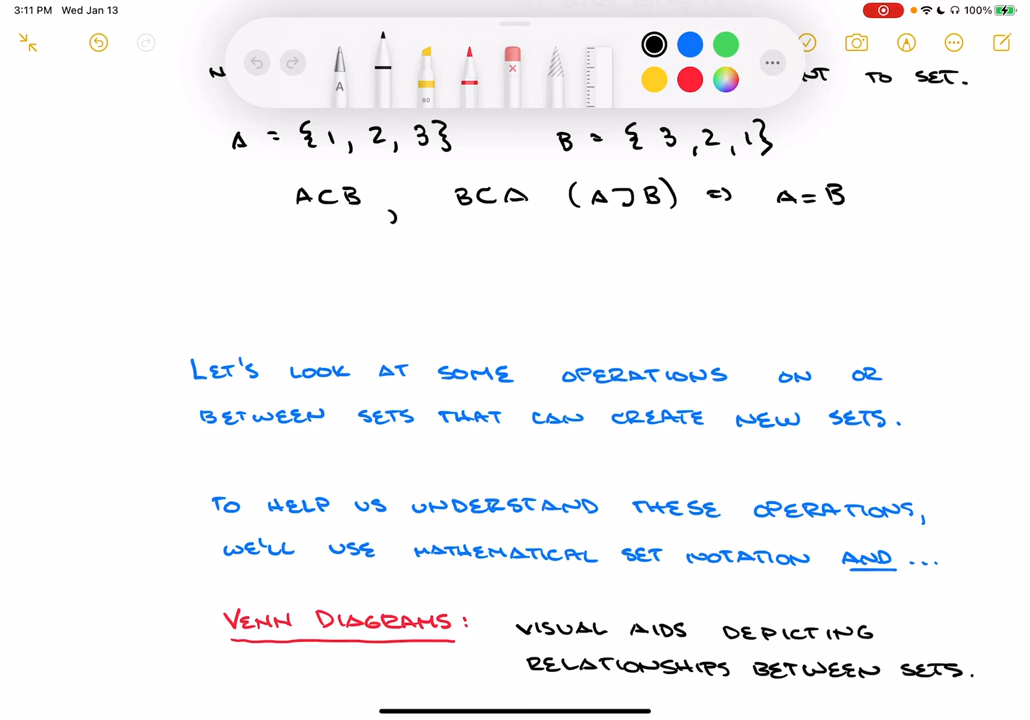 3:11 PM Wed Jan 13
100%
TO SET.
A
80
A = {1, 2, 3} B = {3, 2, 1}
A⊂B, B⊂A (A⊃B) ⇒ A=B
LET'S LOOK AT SOME OPERATIONS ON OR
BETWEEN SETS THAT CAN CREATE NEW SETS.
TO HELP US UNDERSTAND THESE OPERATIONS,
WE'LL USE MATHEMATICAL SET NOTATION AND...
VENN DIAGRAMS: VISUAL AIDS DEPICTING
RELATIONSHIPS BETWEEN SETS.